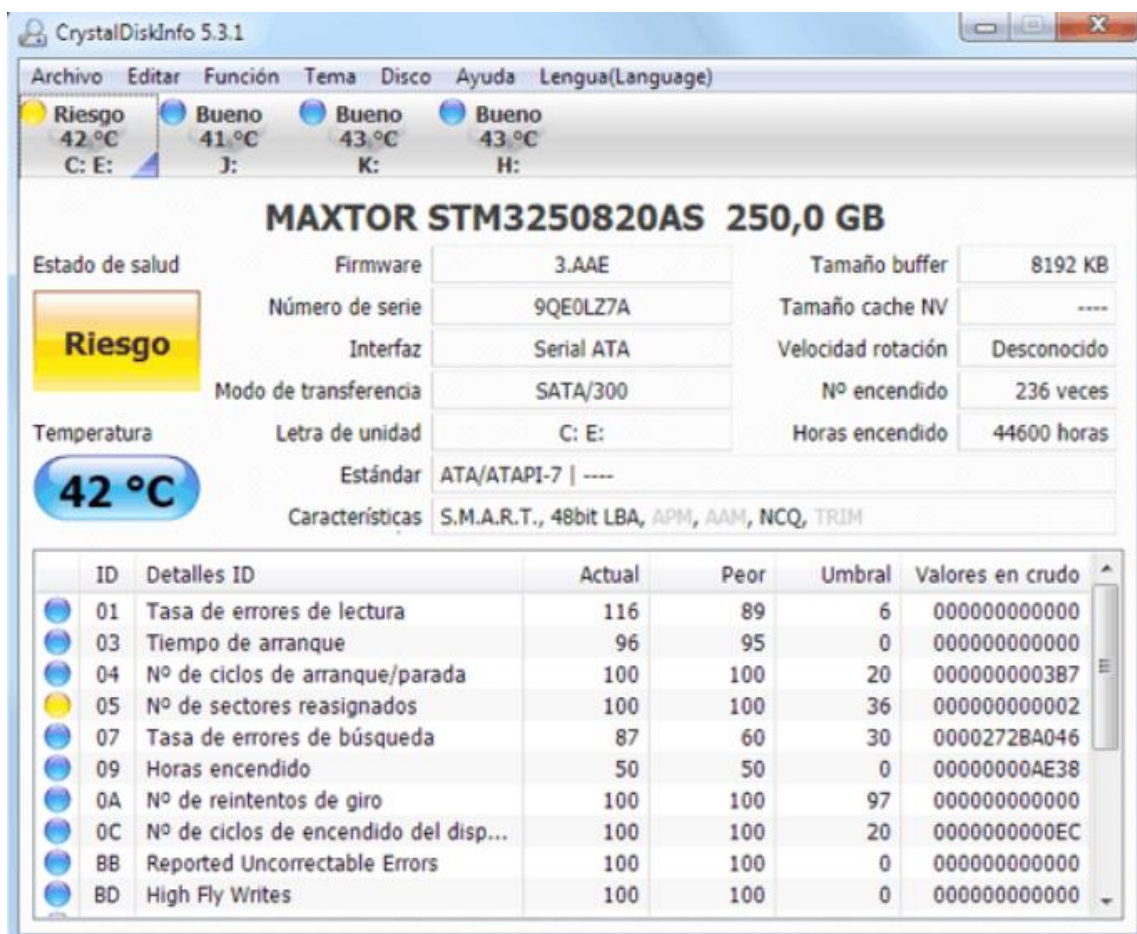 CrystalDiskInfo 5.3.1
Archivo Editar Función Tema Disco Ayuda Lengua(Language)
Riesgo Bueno Bueno Bueno
42 °C 41 °C 43 °C 43 °C
C: E: J: K: H:
MAXTOR STM3250820AS 250,0 GB
Estado de salud Firmware 3.AAE Tamaño buffer 8192 KB
Riesgo Número de serie 9QE0LZ7A Tamaño cache NV ----
Interfaz Serial ATA Velocidad rotación Desconocido
Modo de transferencia SATA/300 Nº encendido 236 veces
Temperatura Letra de unidad C: E: Horas encendido 44600 horas
42 °C Estándar ATA/ATAPI-7 | ----
Características S.M.A.R.T., 48bit LBA, APM, AAM, NCQ, TRIM
ID Detalles ID Actual Peor Umbral Valores en crudo
01 Tasa de errores de lectura 116 89 6 000000000000
03 Tiempo de arranque 96 95 0 000000000000
04 Nº de ciclos de arranque/parada 100 100 20 0000000003B7
05 Nº de sectores reasignados 100 100 36 000000000002
07 Tasa de errores de búsqueda 87 60 30 0000272BA046
09 Horas encendido 50 50 0 00000000AE38
0A Nº de reintentos de giro 100 100 97 000000000000
0C Nº de ciclos de encendido del disp... 100 100 20 0000000000EC
BB Reported Uncorrectable Errors 100 100 0 000000000000
BD High Fly Writes 100 100 0 000000000000